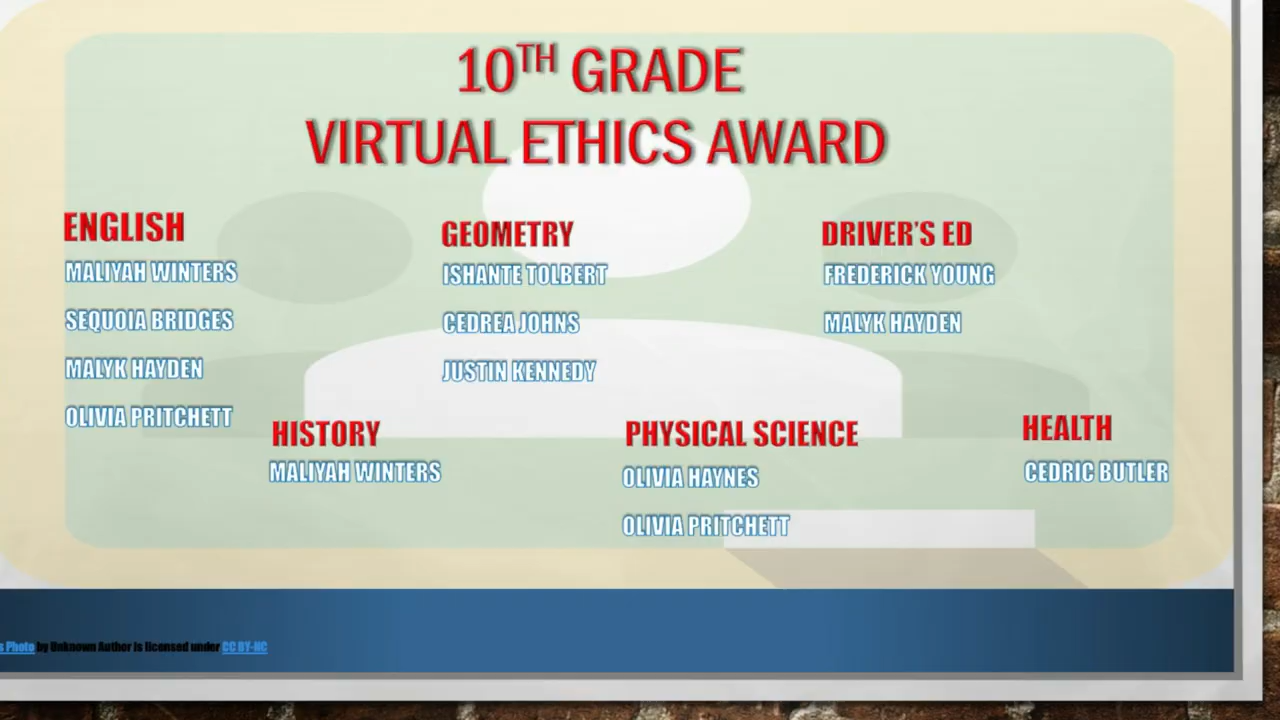 10TH GRADE
VIRTUAL ETHICS AWARD
ENGLISH
MALIYAH WINTERS
SEQUOIA BRIDGES
MALYK HAYDEN
OLIVIA PRITCHETT
GEOMETRY
ISHANTE TOLBERT
CEDREA JOHNS
JUSTIN KENNEDY
DRIVER'S ED
FREDERICK YOUNG
MALYK HAYDEN
HISTORY
MALIYAH WINTERS
PHYSICAL SCIENCE
OLIVIA HAYNES
OLIVIA PRITCHETT
HEALTH
CEDRIC BUTLER
s Photo by Unknown Author is licensed under CC BY-NC